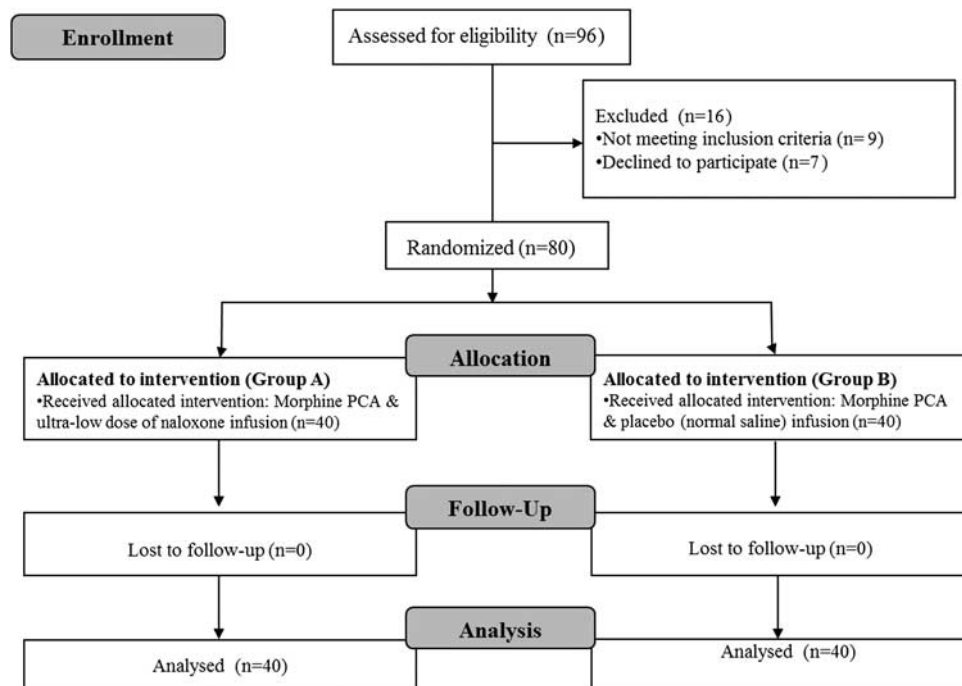 Enrollment
Assessed for eligibility (n=96)
Excluded (n=16)
•Not meeting inclusion criteria (n= 9)
•Declined to participate (n=7)
Randomized (n=80)
Allocation
Allocated to intervention (Group A)
•Received allocated intervention: Morphine PCA &
ultra-low dose of naloxone infusion (n=40)
Allocated to intervention (Group B)
•Received allocated intervention: Morphine PCA
& placebo (normal saline) infusion (n=40)
Follow-Up
Lost to follow-up (n=0)
Lost to follow-up (n=0)
Analysis
Analysed (n=40)
Analysed (n=40)